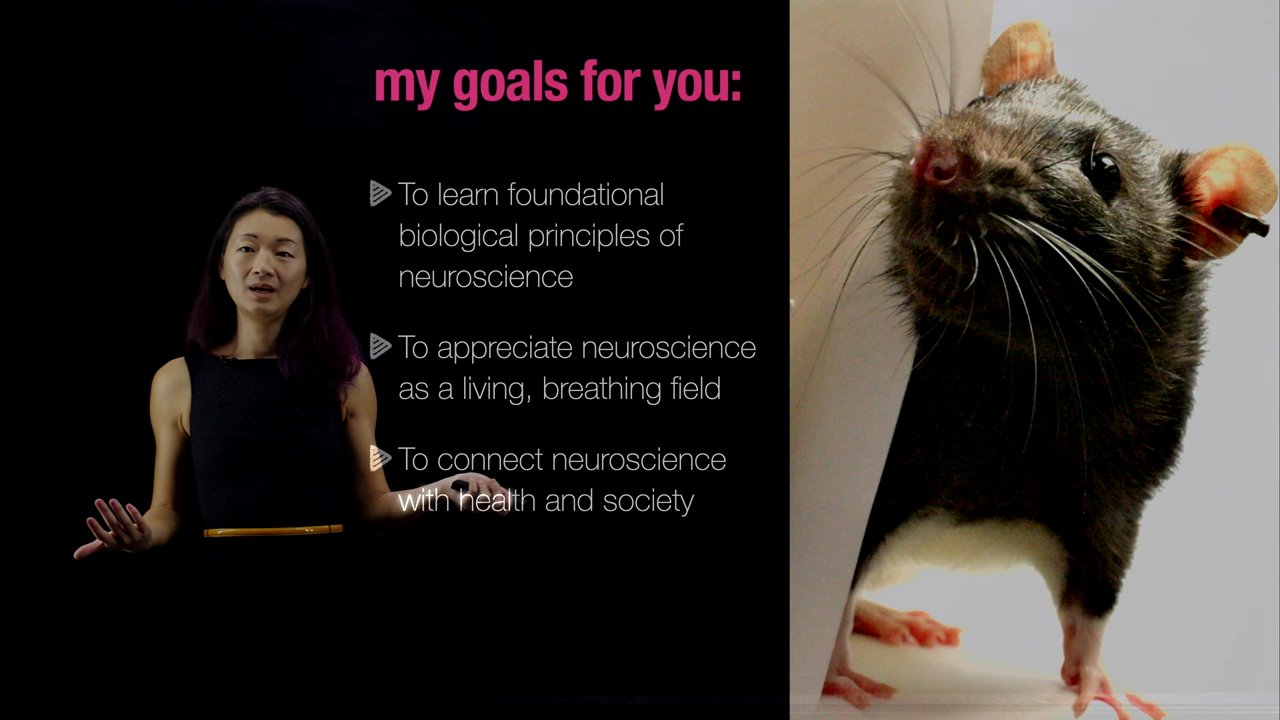 my goals for you:
To learn foundational
biological principles of
neuroscience
To appreciate neuroscience
as a living, breathing field
To connect neuroscience
with health and society